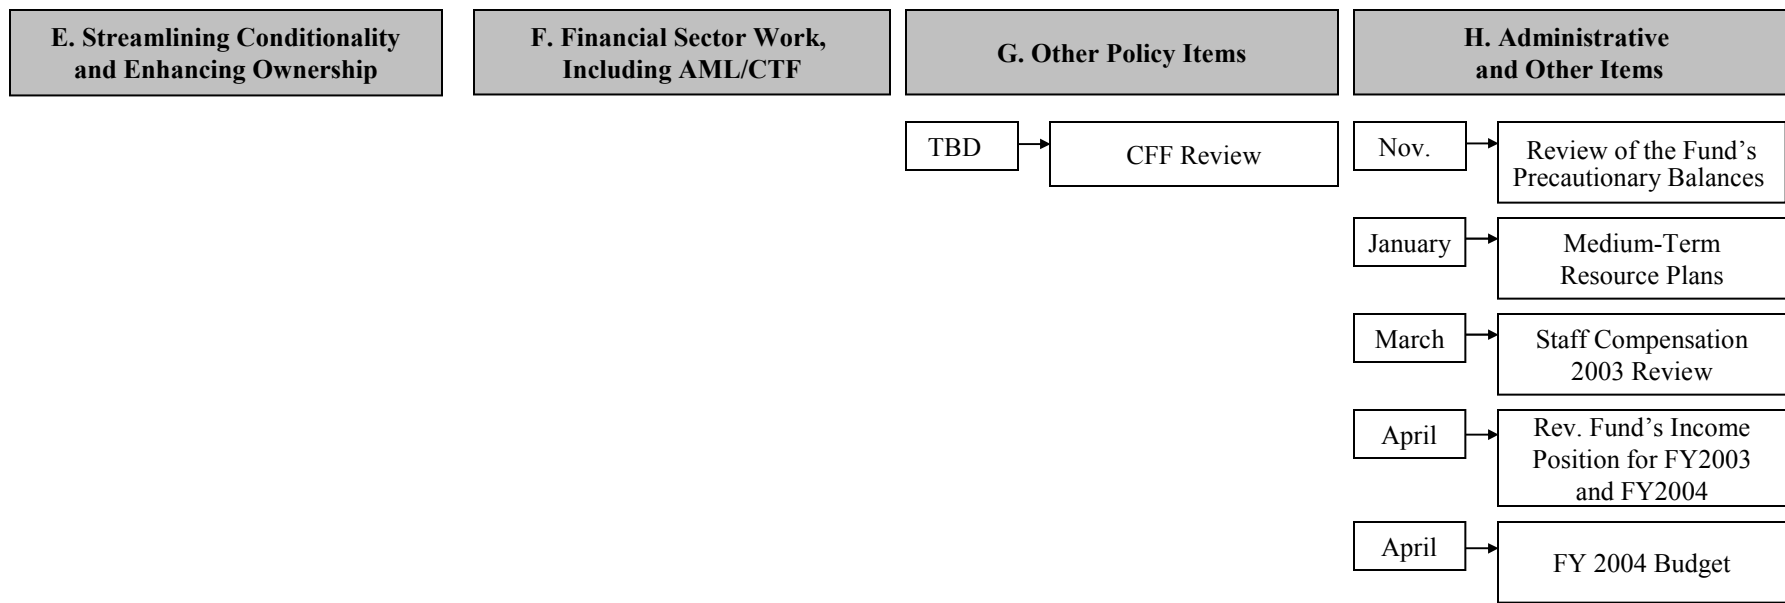 E. Streamlining Conditionality
and Enhancing Ownership
F. Financial Sector Work,
Including AML/CTF
G. Other Policy Items
H. Administrative
and Other Items
TBD
CFF Review
Nov.
Review of the Fund’s
Precautionary Balances
January
Medium-Term
Resource Plans
March
Staff Compensation
2003 Review
April
Rev. Fund’s Income
Position for FY2003
and FY2004
April
FY 2004 Budget